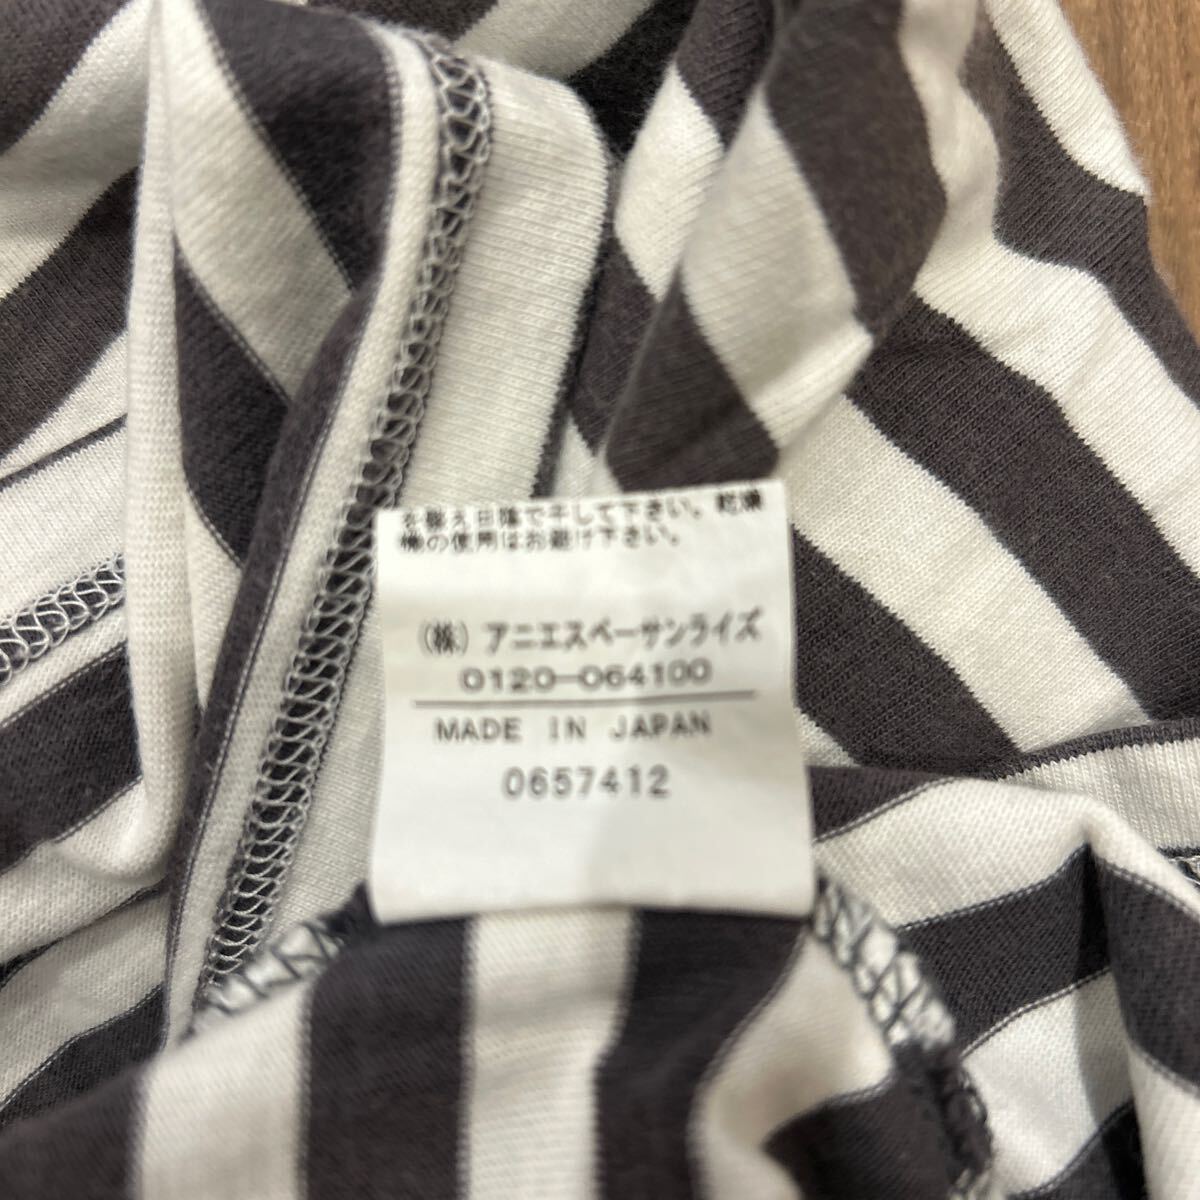 を整え日陰で干して下さい。乾燥
機の使用はお避け下さい。
(株)アニエスベーサンライズ
0120-064100
MADE IN JAPAN
0657412